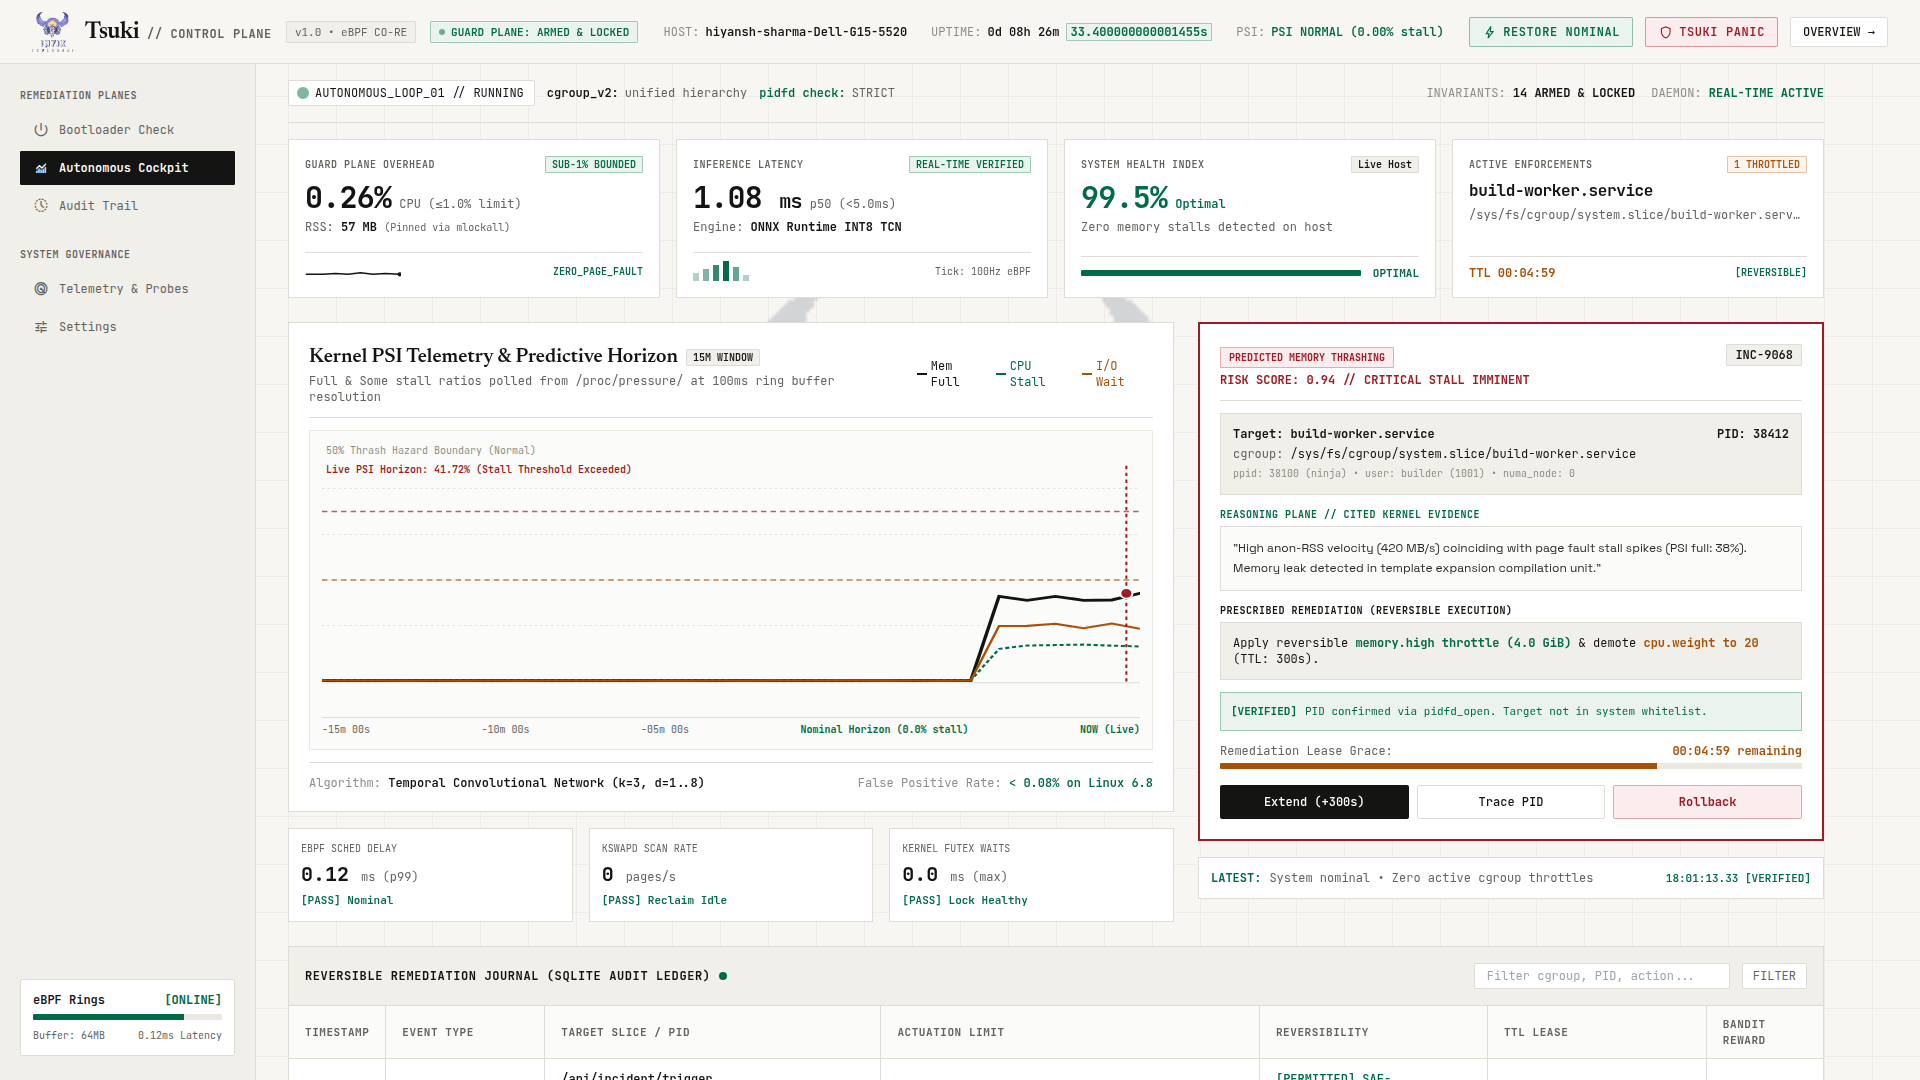 Tsuki // CONTROL PLANE
v1.0 • eBPF CO-RE
GUARD PLANE: ARMED & LOCKED
HOST: hiyansh-sharma-Dell-G15-5520
UPTIME: 0d 08h 26m 33.400000000001455s
PSI: PSI NORMAL (0.00% stall)
RESTORE NOMINAL
TSUKI PANIC
OVERVIEW →
REMEDIATION PLANES
Bootloader Check
Autonomous Cockpit
Audit Trail
SYSTEM GOVERNANCE
Telemetry & Probes
Settings
eBPF Rings [ONLINE]
Buffer: 64MB 0.12ms Latency
AUTONOMOUS_LOOP_01 // RUNNING
cgroup_v2: unified hierarchy
pidfd check: STRICT
INVARIANTS: 14 ARMED & LOCKED
DAEMON: REAL-TIME ACTIVE
GUARD PLANE OVERHEAD
SUB-1% BOUNDED
0.26% CPU (≤1.0% limit)
RSS: 57 MB (Pinned via mlockall)
ZERO_PAGE_FAULT
INFERENCE LATENCY
REAL-TIME VERIFIED
1.08 ms p50 (<5.0ms)
Engine: ONNX Runtime INT8 TCN
Tick: 100Hz eBPF
SYSTEM HEALTH INDEX
Live Host
99.5% Optimal
Zero memory stalls detected on host
OPTIMAL
ACTIVE ENFORCEMENTS
1 THROTTLED
build-worker.service
/sys/fs/cgroup/system.slice/build-worker.serv…
TTL 00:04:59
[REVERSIBLE]
Kernel PSI Telemetry & Predictive Horizon
15M WINDOW
Full & Some stall ratios polled from /proc/pressure/ at 100ms ring buffer
resolution
Mem
Full
CPU
Stall
I/O
Wait
50% Thrash Hazard Boundary (Normal)
Live PSI Horizon: 41.72% (Stall Threshold Exceeded)
-15m 00s
-10m 00s
-05m 00s
Nominal Horizon (0.0% stall)
NOW (Live)
Algorithm: Temporal Convolutional Network (k=3, d=1..8)
False Positive Rate: < 0.08% on Linux 6.8
EBPF SCHED DELAY
0.12 ms (p99)
[PASS] Nominal
KSWAPD SCAN RATE
0 pages/s
[PASS] Reclaim Idle
KERNEL FUTEX WAITS
0.0 ms (max)
[PASS] Lock Healthy
PREDICTED MEMORY THRASHING
INC-9068
RISK SCORE: 0.94 // CRITICAL STALL IMMINENT
Target: build-worker.service
PID: 38412
cgroup: /sys/fs/cgroup/system.slice/build-worker.service
ppid: 38100 (ninja) • user: builder (1001) • numa_node: 0
REASONING PLANE // CITED KERNEL EVIDENCE
"High anon-RSS velocity (420 MB/s) coinciding with page fault stall spikes (PSI full: 38%).
Memory leak detected in template expansion compilation unit."
PRESCRIBED REMEDIATION (REVERSIBLE EXECUTION)
Apply reversible memory.high throttle (4.0 GiB) & demote cpu.weight to 20
(TTL: 300s).
[VERIFIED] PID confirmed via pidfd_open. Target not in system whitelist.
Remediation Lease Grace:
00:04:59 remaining
Extend (+300s)
Trace PID
Rollback
LATEST: System nominal • Zero active cgroup throttles
18:01:13.33 [VERIFIED]
REVERSIBLE REMEDIATION JOURNAL (SQLITE AUDIT LEDGER)
Filter cgroup, PID, action...
FILTER
TIMESTAMP
EVENT TYPE
TARGET SLICE / PID
ACTUATION LIMIT
REVERSIBILITY
TTL LEASE
BANDIT
REWARD
/api/incident/trigger
[PERMITTED] SAE-